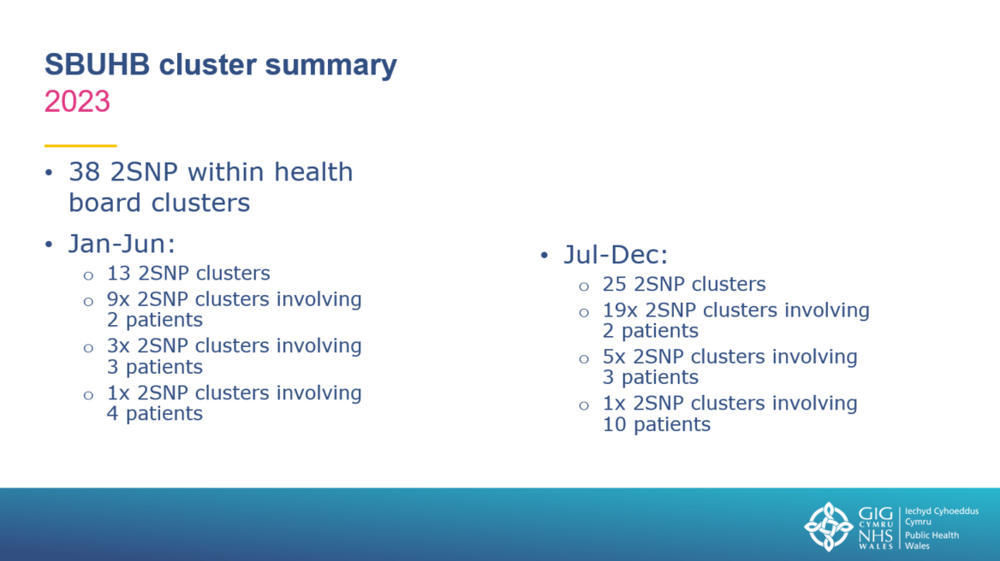 SBUHB cluster summary
2023
• 38 2SNP within health
board clusters
• Jan-Jun:
o 13 2SNP clusters
o 9x 2SNP clusters involving
2 patients
o 3x 2SNP clusters involving
3 patients
o 1x 2SNP clusters involving
4 patients
• Jul-Dec:
o 25 2SNP clusters
o 19x 2SNP clusters involving
2 patients
o 5x 2SNP clusters involving
3 patients
o 1x 2SNP clusters involving
10 patients
GIG
CYMRU
NHS
WALES
Iechyd Cyhoeddus
Cymru
Public Health
Wales